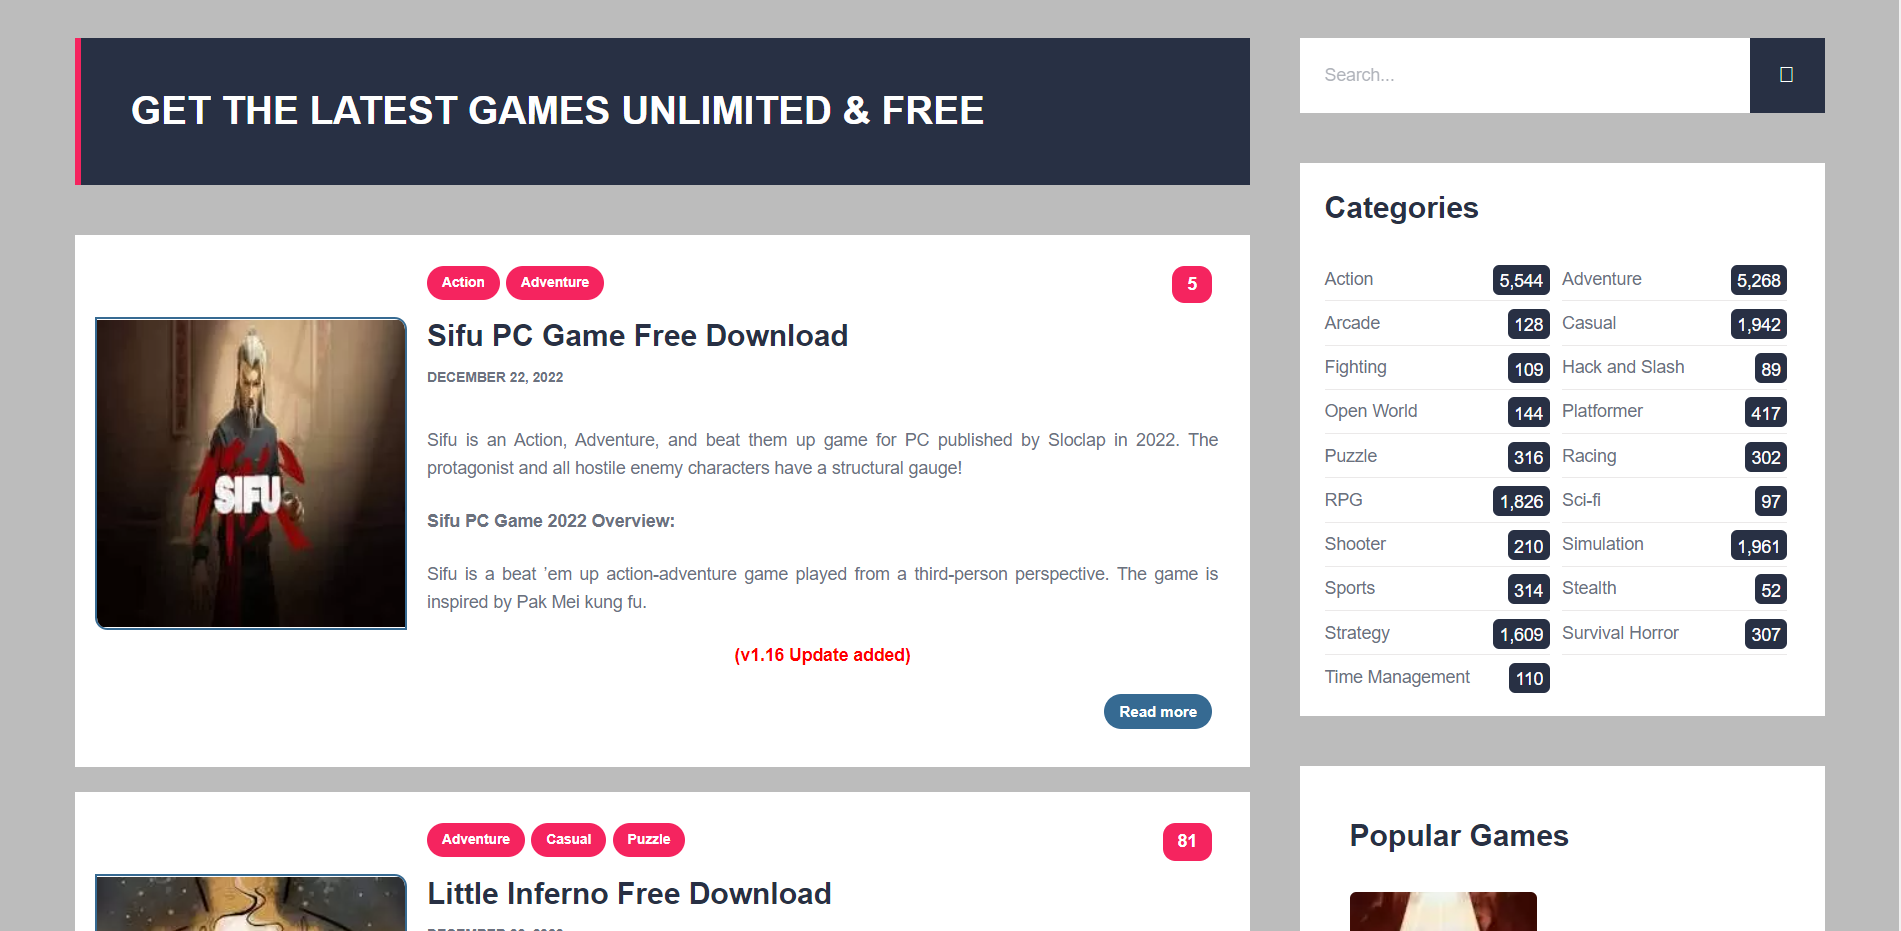 GET THE LATEST GAMES UNLIMITED & FREE
Action Adventure 5
Sifu PC Game Free Download
DECEMBER 22, 2022
SIFU
Sifu is an Action, Adventure, and beat them up game for PC published by Sloclap in 2022. The
protagonist and all hostile enemy characters have a structural gauge!
Sifu PC Game 2022 Overview:
Sifu is a beat ’em up action-adventure game played from a third-person perspective. The game is
inspired by Pak Mei kung fu.
(v1.16 Update added)
Read more
Adventure Casual Puzzle 81
Little Inferno Free Download
Search...
Categories
Action 5,544 Adventure 5,268
Arcade 128 Casual 1,942
Fighting 109 Hack and Slash 89
Open World 144 Platformer 417
Puzzle 316 Racing 302
RPG 1,826 Sci-fi 97
Shooter 210 Simulation 1,961
Sports 314 Stealth 52
Strategy 1,609 Survival Horror 307
Time Management 110
Popular Games